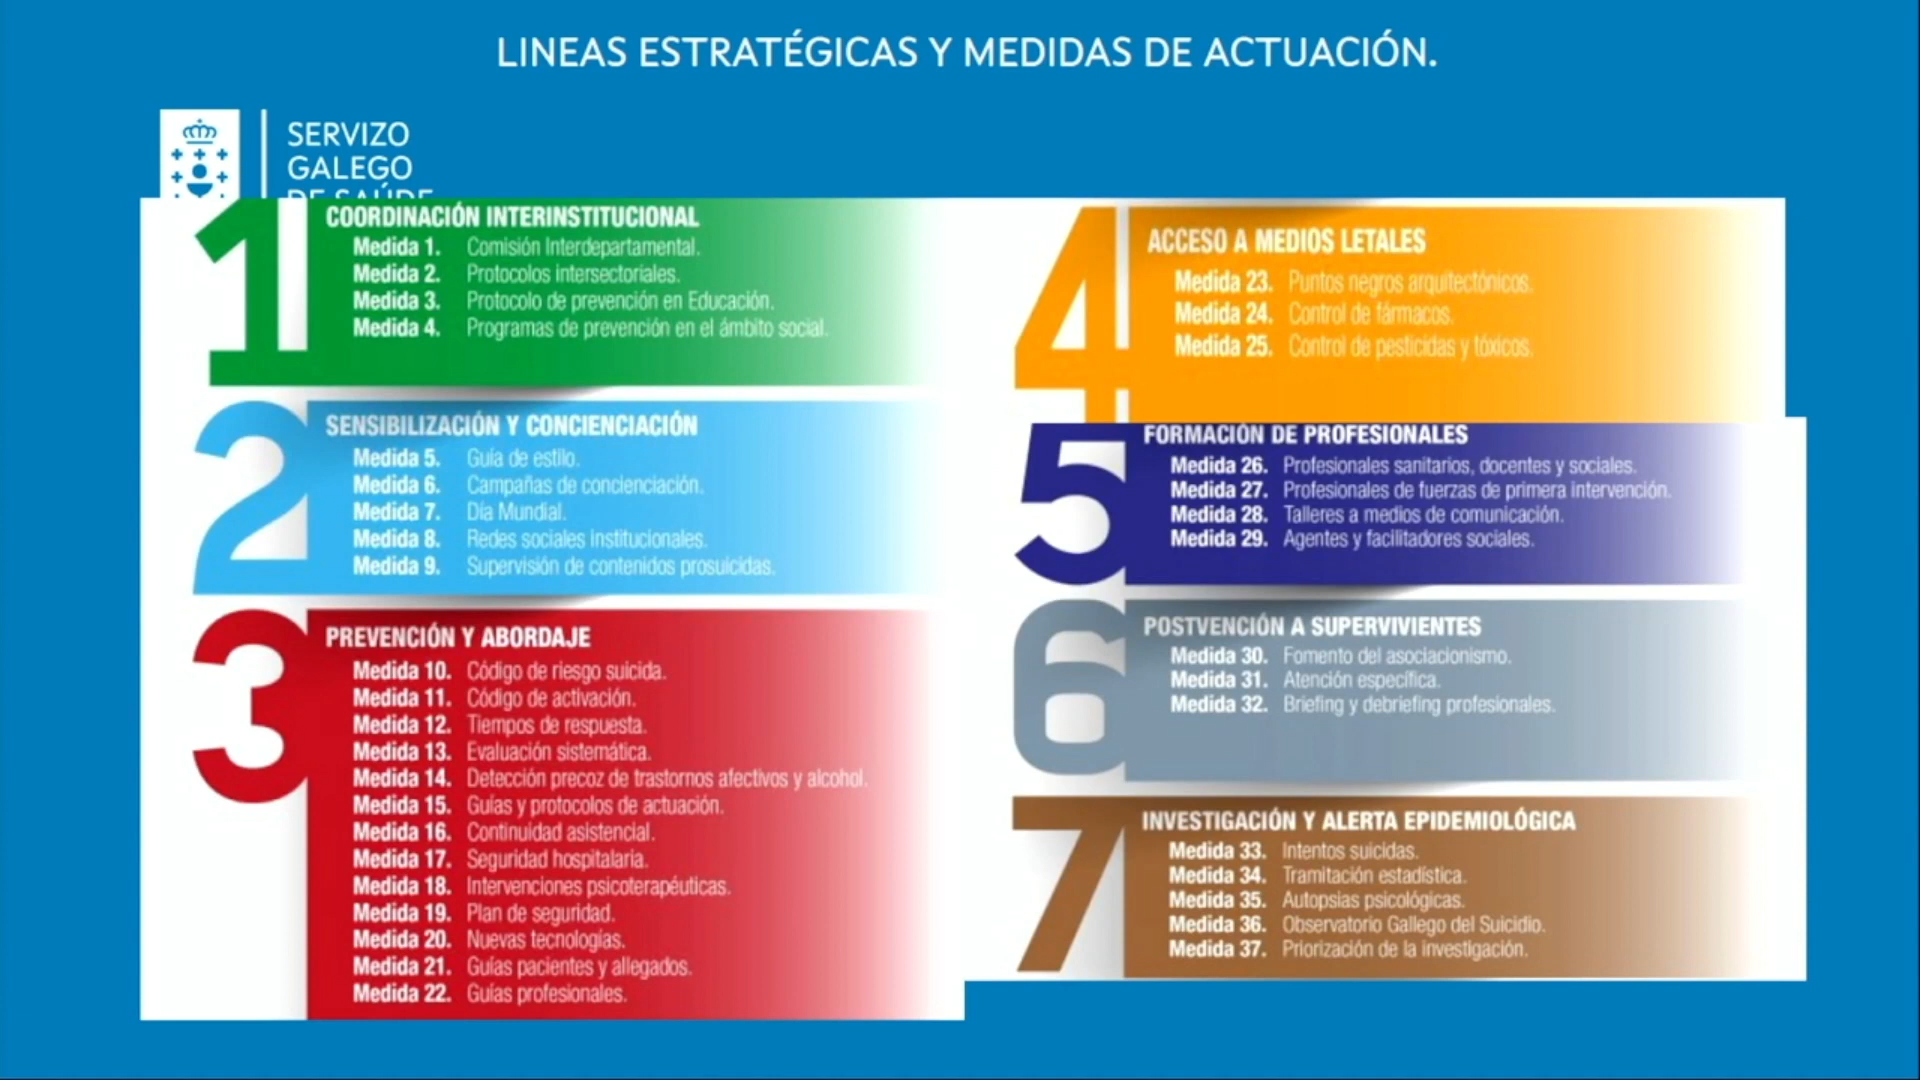 LINEAS ESTRATÉGICAS Y MEDIDAS DE ACTUACIÓN.
SERVIZO
GALEGO
DE SAÚDE
1
COORDINACIÓN INTERINSTITUCIONAL
Medida 1. Comisión Interdepartamental.
Medida 2. Protocolos intersectoriales.
Medida 3. Protocolo de prevención en Educación.
Medida 4. Programas de prevención en el ámbito social.
2
SENSIBILIZACIÓN Y CONCIENCIACIÓN
Medida 5. Guía de estilo.
Medida 6. Campañas de concienciación.
Medida 7. Día Mundial.
Medida 8. Redes sociales institucionales.
Medida 9. Supervisión de contenidos prosuicidas.
3
PREVENCIÓN Y ABORDAJE
Medida 10. Código de riesgo suicida.
Medida 11. Código de activación.
Medida 12. Tiempos de respuesta.
Medida 13. Evaluación sistemática.
Medida 14. Detección precoz de trastornos afectivos y alcohol.
Medida 15. Guías y protocolos de actuación.
Medida 16. Continuidad asistencial.
Medida 17. Seguridad hospitalaria.
Medida 18. Intervenciones psicoterapéuticas.
Medida 19. Plan de seguridad.
Medida 20. Nuevas tecnologías.
Medida 21. Guías pacientes y allegados.
Medida 22. Guías profesionales.
4
ACCESO A MEDIOS LETALES
Medida 23. Puntos negros arquitectónicos.
Medida 24. Control de fármacos.
Medida 25. Control de pesticidas y tóxicos.
5
FORMACIÓN DE PROFESIONALES
Medida 26. Profesionales sanitarios, docentes y sociales.
Medida 27. Profesionales de fuerzas de primera intervención.
Medida 28. Talleres a medios de comunicación.
Medida 29. Agentes y facilitadores sociales.
6
POSTVENCIÓN A SUPERVIVIENTES
Medida 30. Fomento del asociacionismo.
Medida 31. Atención específica.
Medida 32. Briefing y debriefing profesionales.
7
INVESTIGACIÓN Y ALERTA EPIDEMIOLÓGICA
Medida 33. Intentos suicidas.
Medida 34. Tramitación estadística.
Medida 35. Autopsias psicológicas.
Medida 36. Observatorio Gallego del Suicidio.
Medida 37. Priorización de la investigación.